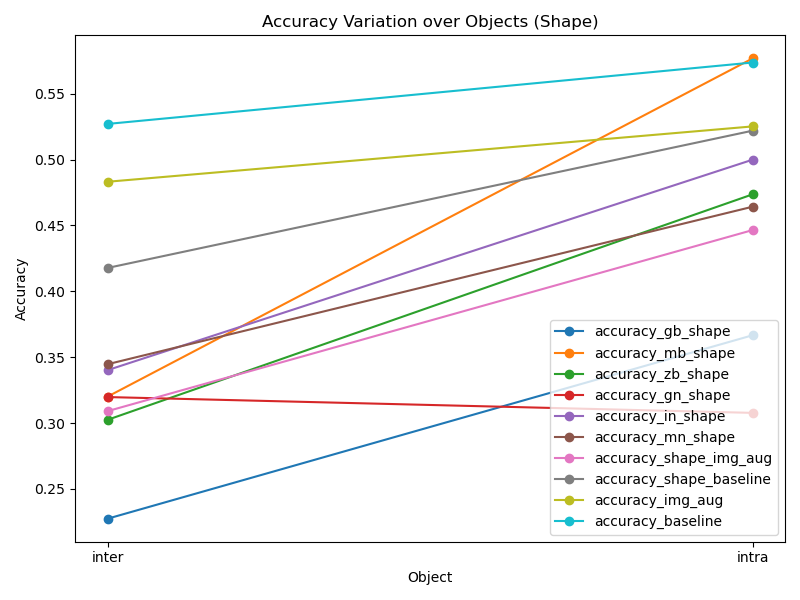 Accuracy Variation over Objects (Shape)
Accuracy
0.55
0.50
0.45
0.40
0.35
0.30
0.25
inter
intra
Object
accuracy_gb_shape
accuracy_mb_shape
accuracy_zb_shape
accuracy_gn_shape
accuracy_in_shape
accuracy_mn_shape
accuracy_shape_img_aug
accuracy_shape_baseline
accuracy_img_aug
accuracy_baseline